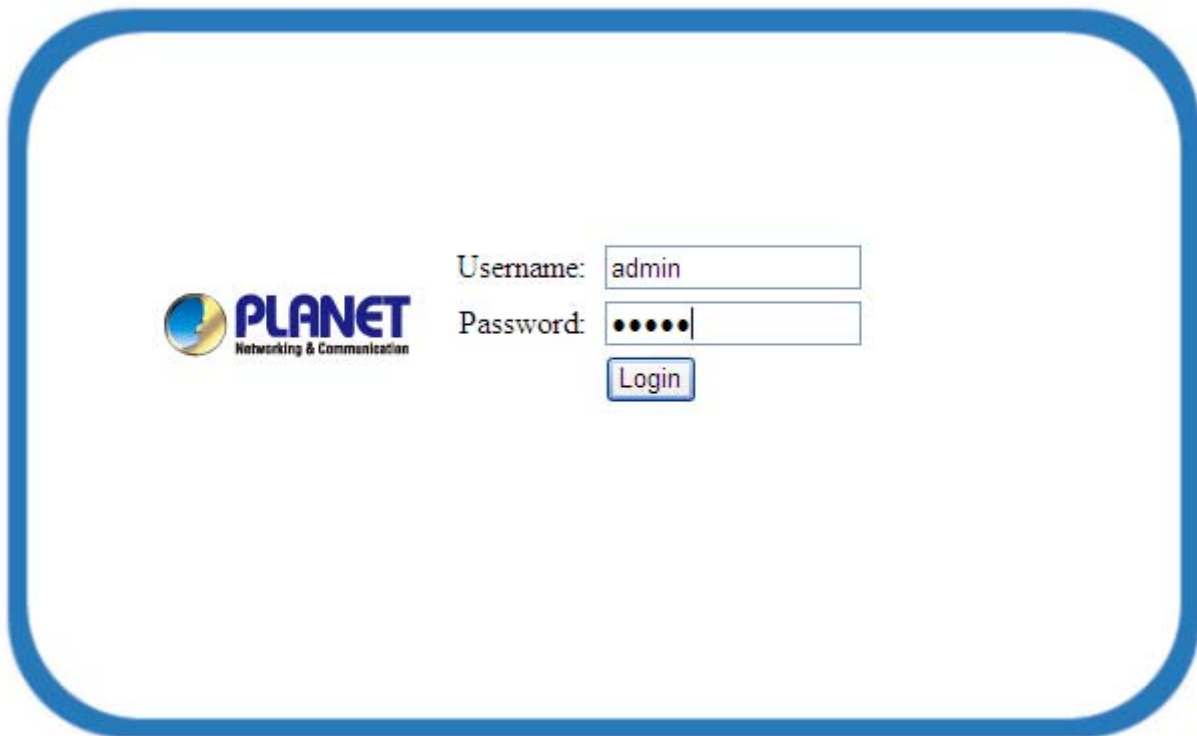 PLANET
Networking & Communication
Username: admin
Password: •••••
Login